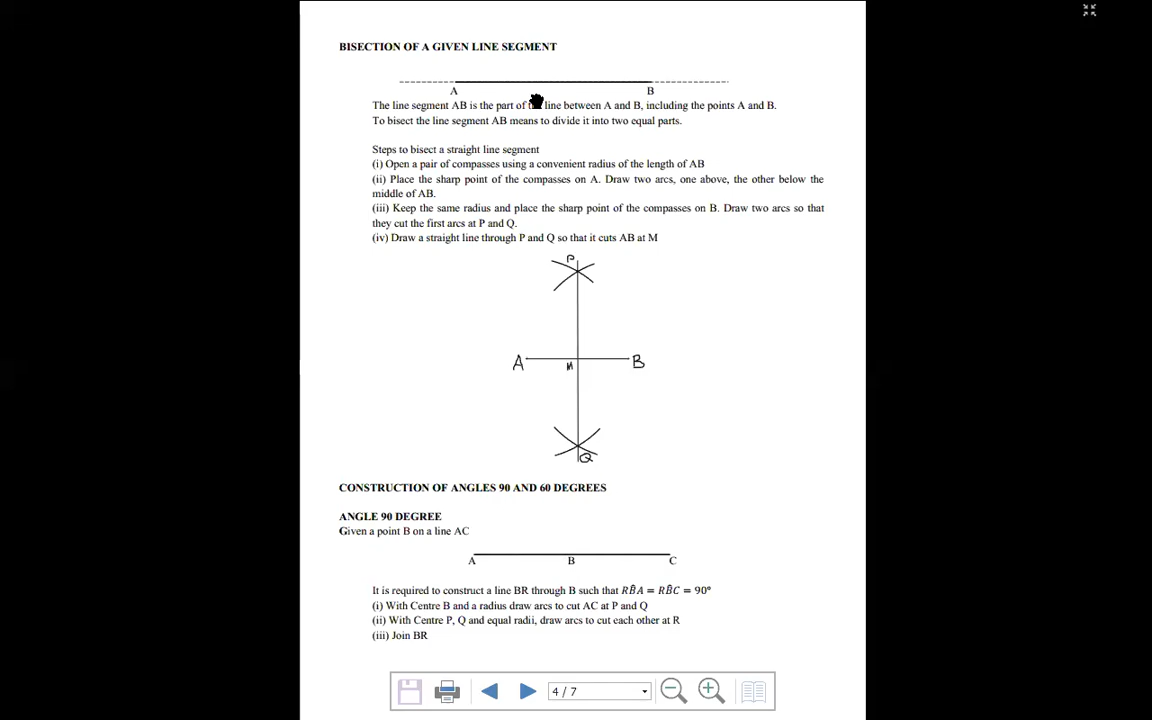 BISECTION OF A GIVEN LINE SEGMENT
A B
The line segment AB is the part of line between A and B, including the points A and B.
To bisect the line segment AB means to divide it into two equal parts.
Steps to bisect a straight line segment
(i) Open a pair of compasses using a convenient radius of the length of AB
(ii) Place the sharp point of the compasses on A. Draw two arcs, one above, the other below the
middle of AB.
(iii) Keep the same radius and place the sharp point of the compasses on B. Draw two arcs so that
they cut the first arcs at P and Q.
(iv) Draw a straight line through P and Q so that it cuts AB at M
P
A M B
Q
CONSTRUCTION OF ANGLES 90 AND 60 DEGREES
ANGLE 90 DEGREE
Given a point B on a line AC
A B C
It is required to construct a line BR through B such that RB̂A = RB̂C = 90°
(i) With Centre B and a radius draw arcs to cut AC at P and Q
(ii) With Centre P, Q and equal radii, draw arcs to cut each other at R
(iii) Join BR
4 / 7